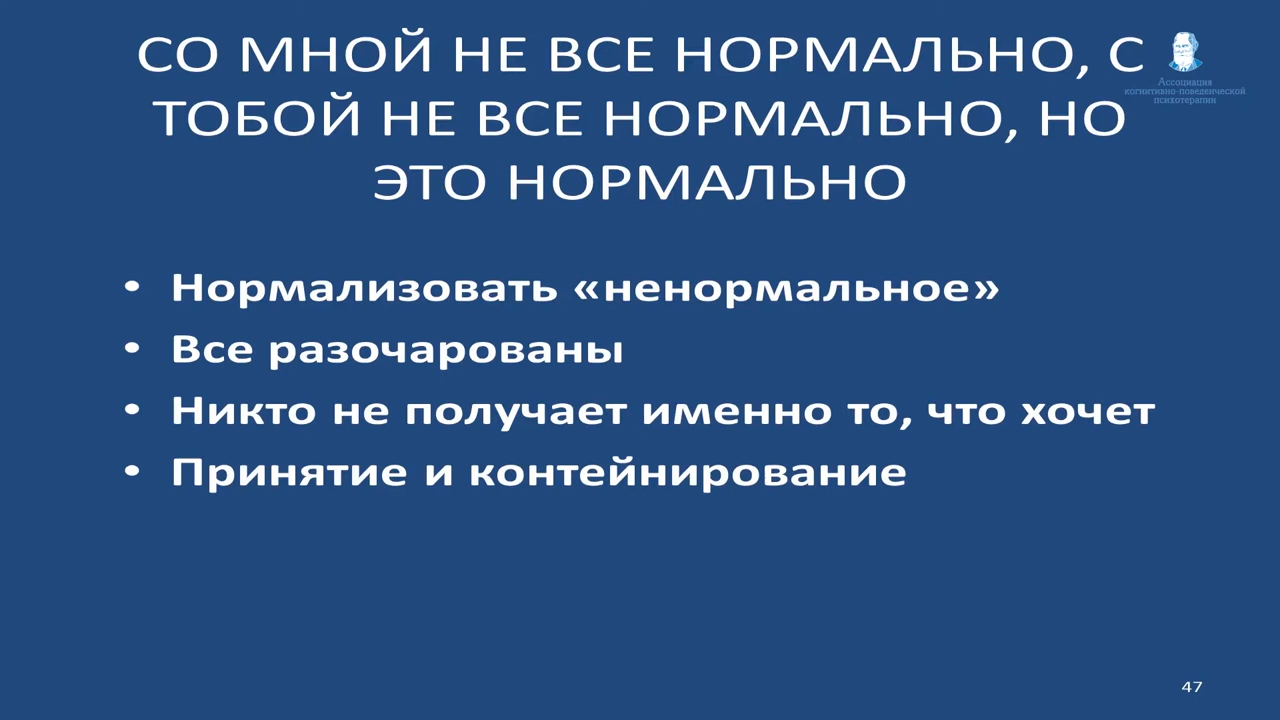 СО МНОЙ НЕ ВСЕ НОРМАЛЬНО, С
ТОБОЙ НЕ ВСЕ НОРМАЛЬНО, НО
ЭТО НОРМАЛЬНО
Ассоциация
когнитивно-поведенческой
психотерапии
• Нормализовать «ненормальное»
• Все разочарованы
• Никто не получает именно то, что хочет
• Принятие и контейнирование
47